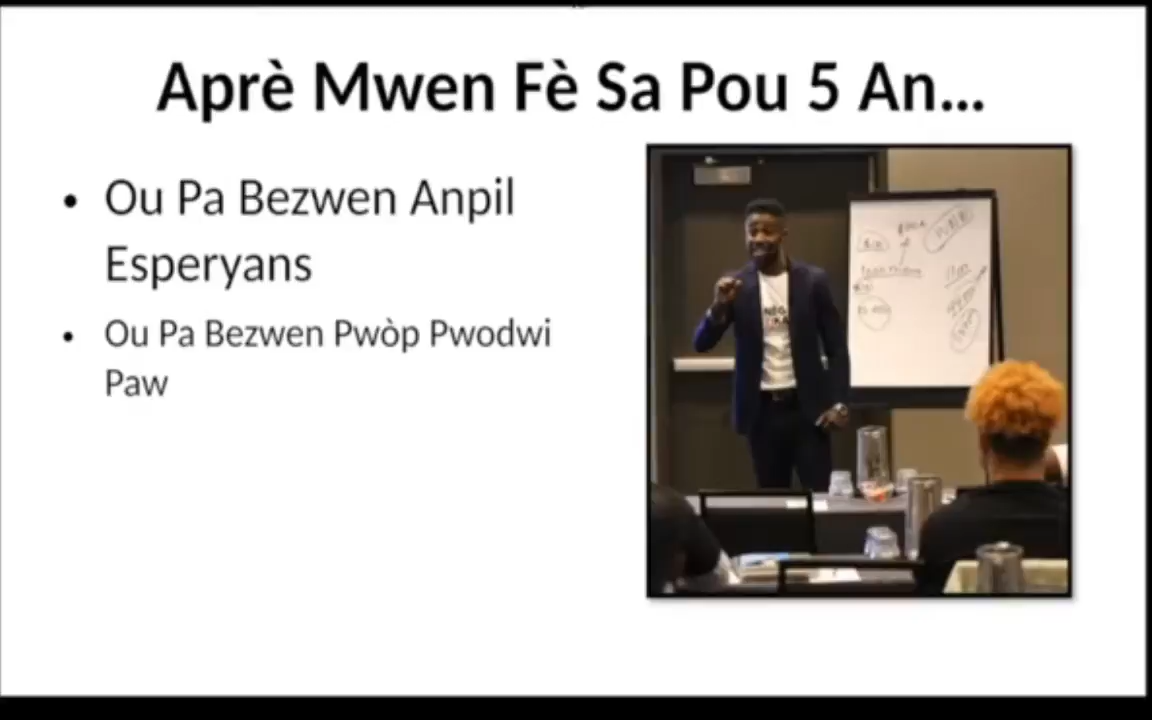 Aprè Mwen Fè Sa Pou 5 An...
• Ou Pa Bezwen Anpil
Esperyans
• Ou Pa Bezwen Pwòp Pwodwi
Paw